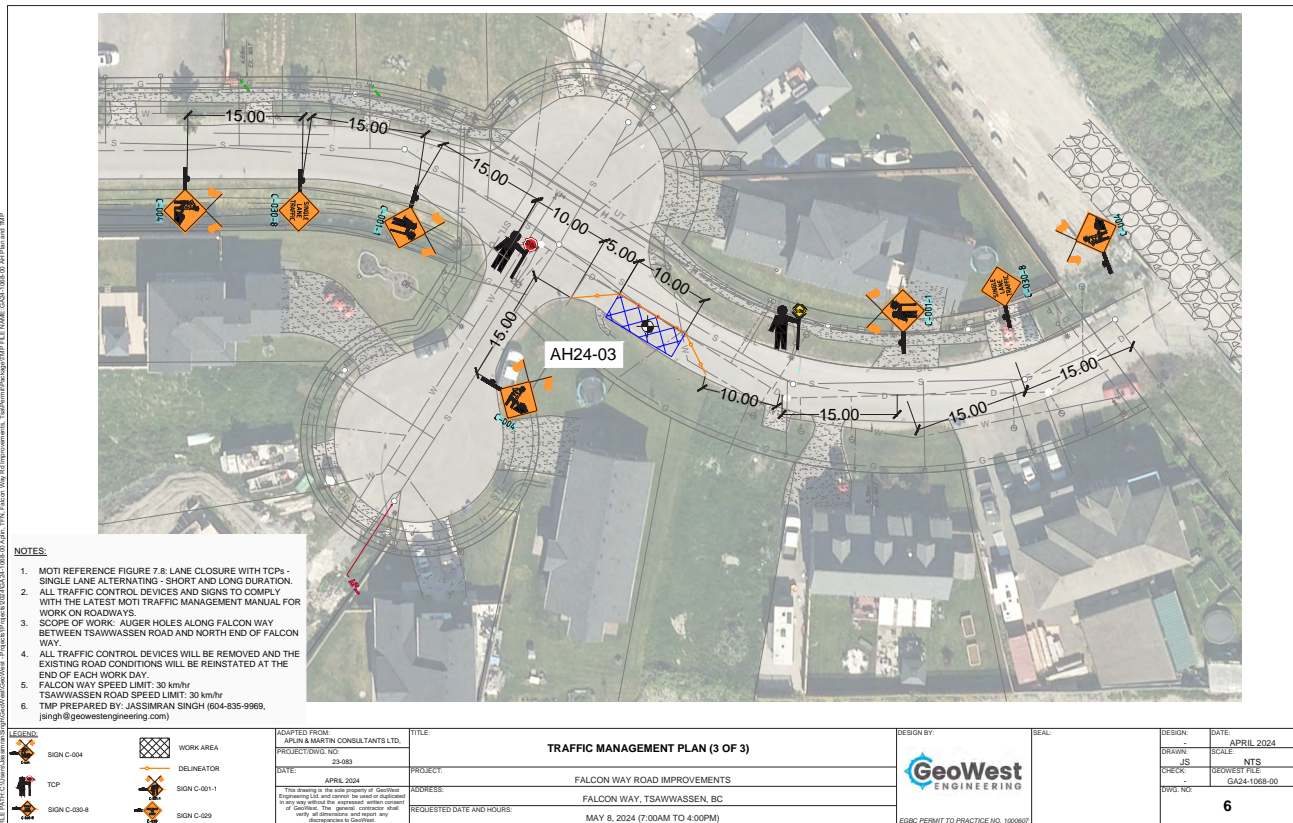 15.00
15.00
15.00
10.00
5.00
10.00
15.00
10.00
15.00
15.00
15.00
C-004
C-030-8
SINGLE
LANE
TRAFFIC
C-001-1
C-004
C-001-1
C-030-8
SINGLE
LANE
TRAFFIC
C-004
AH24-03
NOTES:
1. MOTI REFERENCE FIGURE 7.8: LANE CLOSURE WITH TCPs -
SINGLE LANE ALTERNATING - SHORT AND LONG DURATION.
2. ALL TRAFFIC CONTROL DEVICES AND SIGNS TO COMPLY
WITH THE LATEST MOTI TRAFFIC MANAGEMENT MANUAL FOR
WORK ON ROADWAYS.
3. SCOPE OF WORK: AUGER HOLES ALONG FALCON WAY
BETWEEN TSAWWASSEN ROAD AND NORTH END OF FALCON
WAY.
4. ALL TRAFFIC CONTROL DEVICES WILL BE REMOVED AND THE
EXISTING ROAD CONDITIONS WILL BE REINSTATED AT THE
END OF EACH WORK DAY.
5. FALCON WAY SPEED LIMIT: 30 km/hr
TSAWWASSEN ROAD SPEED LIMIT: 30 km/hr
6. TMP PREPARED BY: JASSIMRAN SINGH (604-835-9969,
jsingh@geowestengineering.com)
LEGEND:
SIGN C-004
WORK AREA
DELINEATOR
TCP
SIGN C-001-1
SIGN C-030-8
SIGN C-029
ADAPTED FROM:
APLIN & MARTIN CONSULTANTS LTD,
PROJECT/DWG. NO:
23-083
DATE:
APRIL 2024
This drawing is the sole property of GeoWest
Engineering Ltd. and cannot be used or duplicated
in any way without the expressed written consent
of GeoWest. The general contractor shall
verify all dimensions and report any
discrepancies to GeoWest.
TITLE:
TRAFFIC MANAGEMENT PLAN (3 OF 3)
PROJECT:
FALCON WAY ROAD IMPROVEMENTS
ADDRESS:
FALCON WAY, TSAWWASSEN, BC
REQUESTED DATE AND HOURS:
MAY 8, 2024 (7:00AM TO 4:00PM)
DESIGN BY:
GeoWest
ENGINEERING
EGBC PERMIT TO PRACTICE NO. 1000607
SEAL:
DESIGN:
-
DATE:
APRIL 2024
DRAWN:
JS
SCALE:
NTS
CHECK:
-
GEOWEST FILE:
GA24-1068-00
DWG. NO:
6